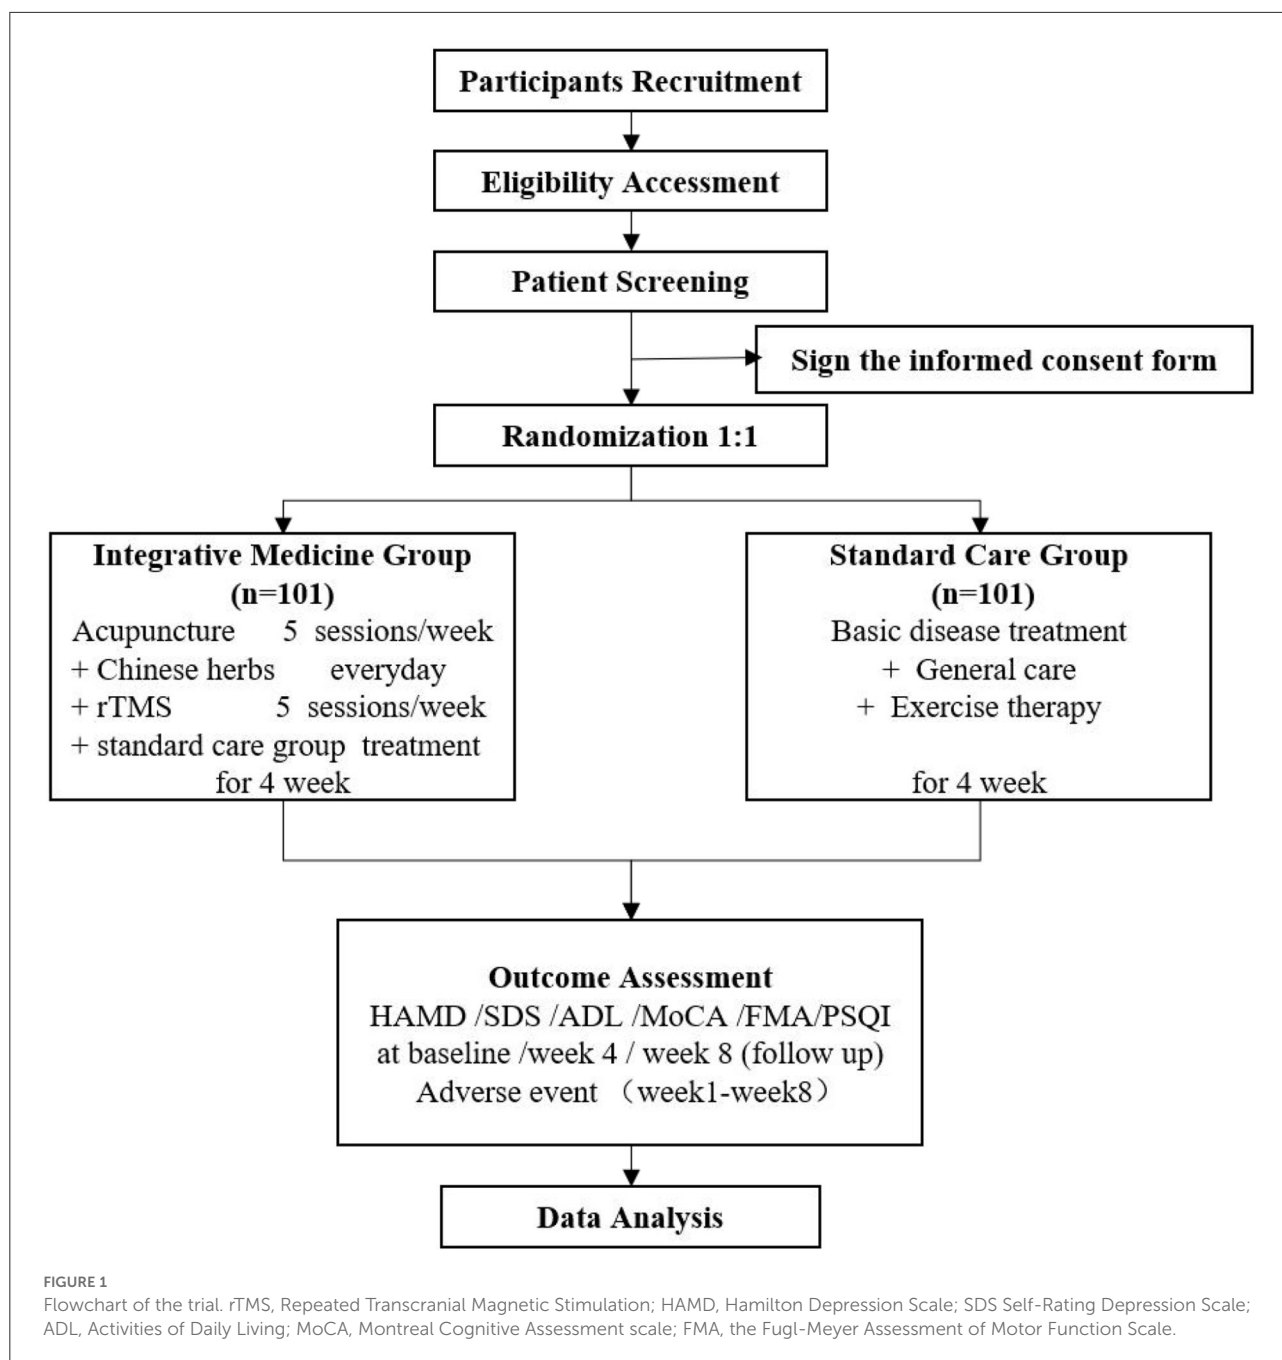 Participants Recruitment
Eligibility Accessment
Patient Screening
Sign the informed consent form
Randomization 1:1
Integrative Medicine Group
(n=101)
Acupuncture 5 sessions/week
+ Chinese herbs everyday
+ rTMS 5 sessions/week
+ standard care group treatment
for 4 week
Standard Care Group
(n=101)
Basic disease treatment
+ General care
+ Exercise therapy
for 4 week
Outcome Assessment
HAMD /SDS /ADL /MoCA /FMA/PSQI
at baseline /week 4 / week 8 (follow up)
Adverse event （week1-week8）
Data Analysis
FIGURE 1
Flowchart of the trial. rTMS, Repeated Transcranial Magnetic Stimulation; HAMD, Hamilton Depression Scale; SDS Self-Rating Depression Scale;
ADL, Activities of Daily Living; MoCA, Montreal Cognitive Assessment scale; FMA, the Fugl-Meyer Assessment of Motor Function Scale.